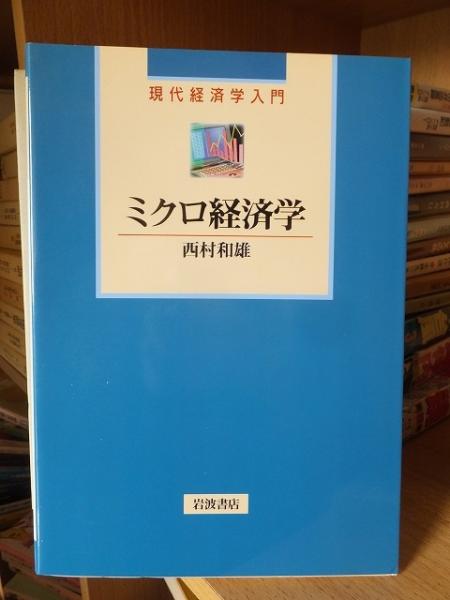 現代経済学入門
ミクロ経済学
西村和雄
岩波書店